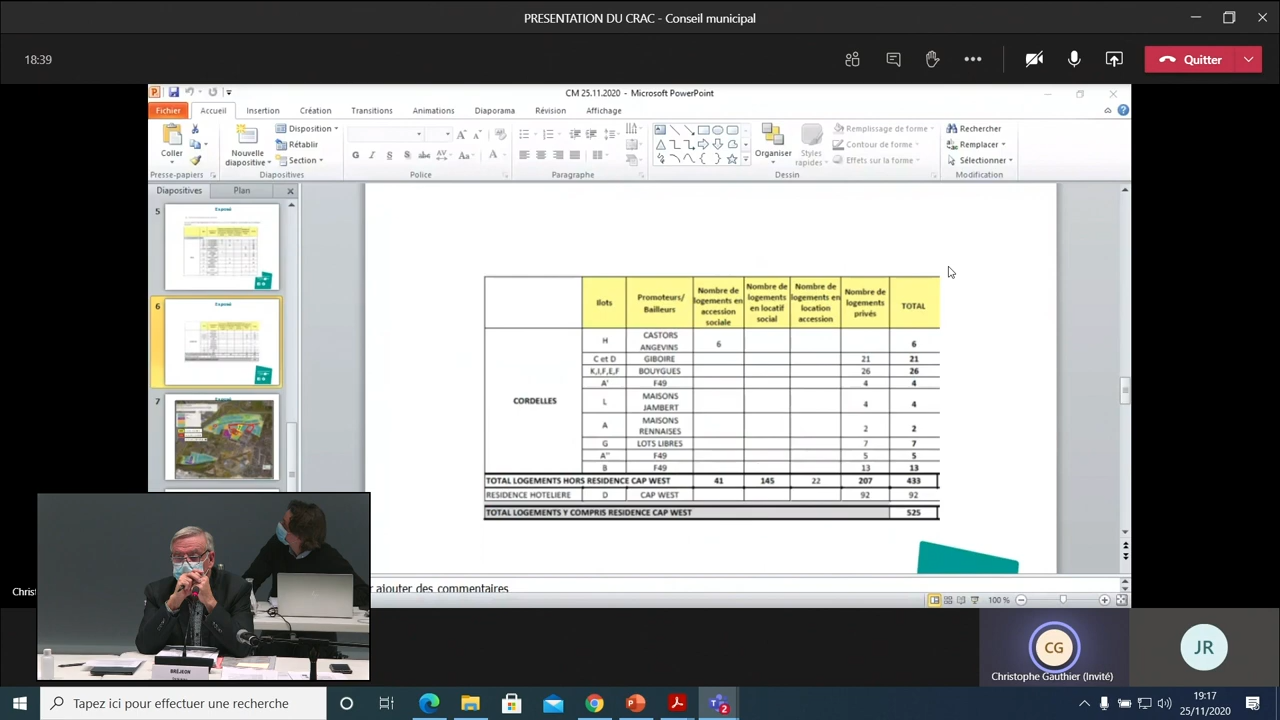 PRESENTATION DU CRAC - Conseil municipal
18:39
Quitter
CM 25.11.2020 - Microsoft PowerPoint
Fichier Accueil Insertion Création Transitions Animations Diaporama Révision Affichage
Coller
Nouvelle diapositive
Disposition
Rétablir
Section
Organiser
Styles rapides
Remplissage de forme
Contour de forme
Effets sur la forme
Rechercher
Remplacer
Sélectionner
Presse-papiers Diapositives Police Paragraphe Dessin Modification
Diapositives Plan
5
6
7
Ilots
Promoteurs/ Bailleurs
Nombre de logements en accession sociale
Nombre de logements en locatif social
Nombre de logements en location accession
Nombre de logements privés
TOTAL
CORDELLES
H CASTORS ANGEVINS 6 6
C et D GIBOIRE 21 21
K,I,F,E,F BOUYGUES 26 26
A' F49 4 4
L MAISONS JAMBERT 4 4
A MAISONS RENNAISES 2 2
G LOTS LIBRES 7 7
A" F49 5 5
B F49 13 13
TOTAL LOGEMENTS HORS RESIDENCE CAP WEST 41 145 22 207 433
RESIDENCE HOTELIERE D CAP WEST 92 92
TOTAL LOGEMENTS Y COMPRIS RESIDENCE CAP WEST 525
ajouter des commentaires
100 %
Christ
BRÉJEON
CG
Christophe Gauthier (Invité)
JR
Tapez ici pour effectuer une recherche
19:17
25/11/2020